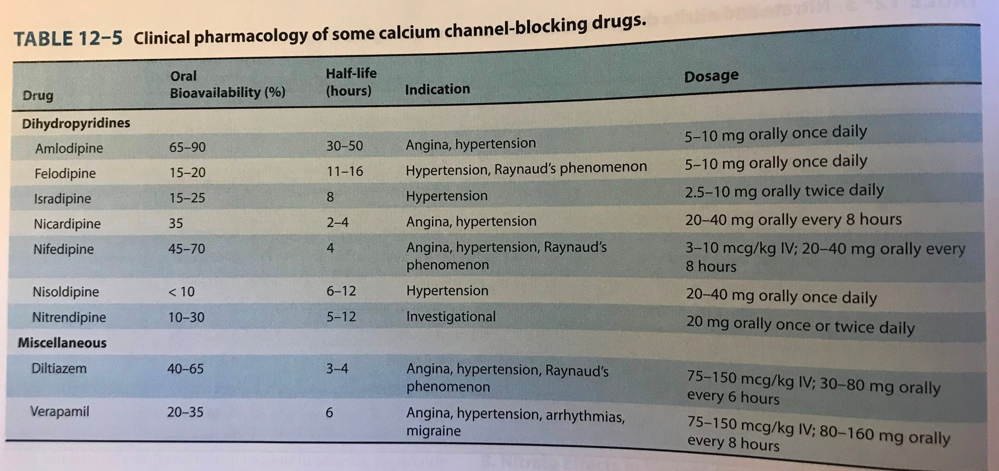 TABLE 12–5 Clinical pharmacology of some calcium channel-blocking drugs.
Drug Oral Bioavailability (%) Half-life (hours) Indication Dosage
Dihydropyridines
Amlodipine 65–90 30–50 Angina, hypertension 5–10 mg orally once daily
Felodipine 15–20 11–16 Hypertension, Raynaud's phenomenon 5–10 mg orally once daily
Isradipine 15–25 8 Hypertension 2.5–10 mg orally twice daily
Nicardipine 35 2–4 Angina, hypertension 20–40 mg orally every 8 hours
Nifedipine 45–70 4 Angina, hypertension, Raynaud's 3–10 mcg/kg IV; 20–40 mg orally every
phenomenon 8 hours
Nisoldipine < 10 6–12 Hypertension 20–40 mg orally once daily
Nitrendipine 10–30 5–12 Investigational 20 mg orally once or twice daily
Miscellaneous
Diltiazem 40–65 3–4 Angina, hypertension, Raynaud's 75–150 mcg/kg IV; 30–80 mg orally
phenomenon every 6 hours
Verapamil 20–35 6 Angina, hypertension, arrhythmias, 75–150 mcg/kg IV; 80–160 mg orally
migraine every 8 hours